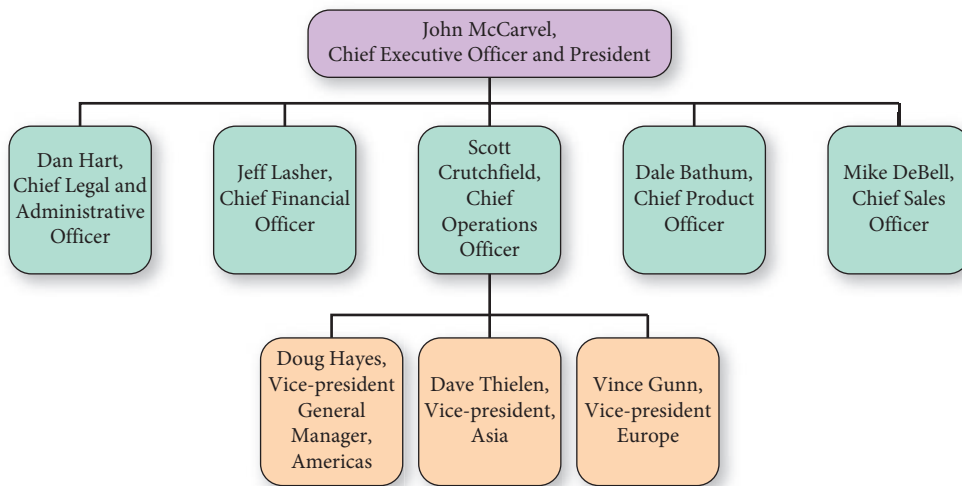 John McCarvel,
Chief Executive Officer and President
Dan Hart,
Chief Legal and
Administrative
Officer
Jeff Lasher,
Chief Financial
Officer
Scott
Crutchfield,
Chief
Operations
Officer
Dale Bathum,
Chief Product
Officer
Mike DeBell,
Chief Sales
Officer
Doug Hayes,
Vice-president
General
Manager,
Americas
Dave Thielen,
Vice-president,
Asia
Vince Gunn,
Vice-president
Europe